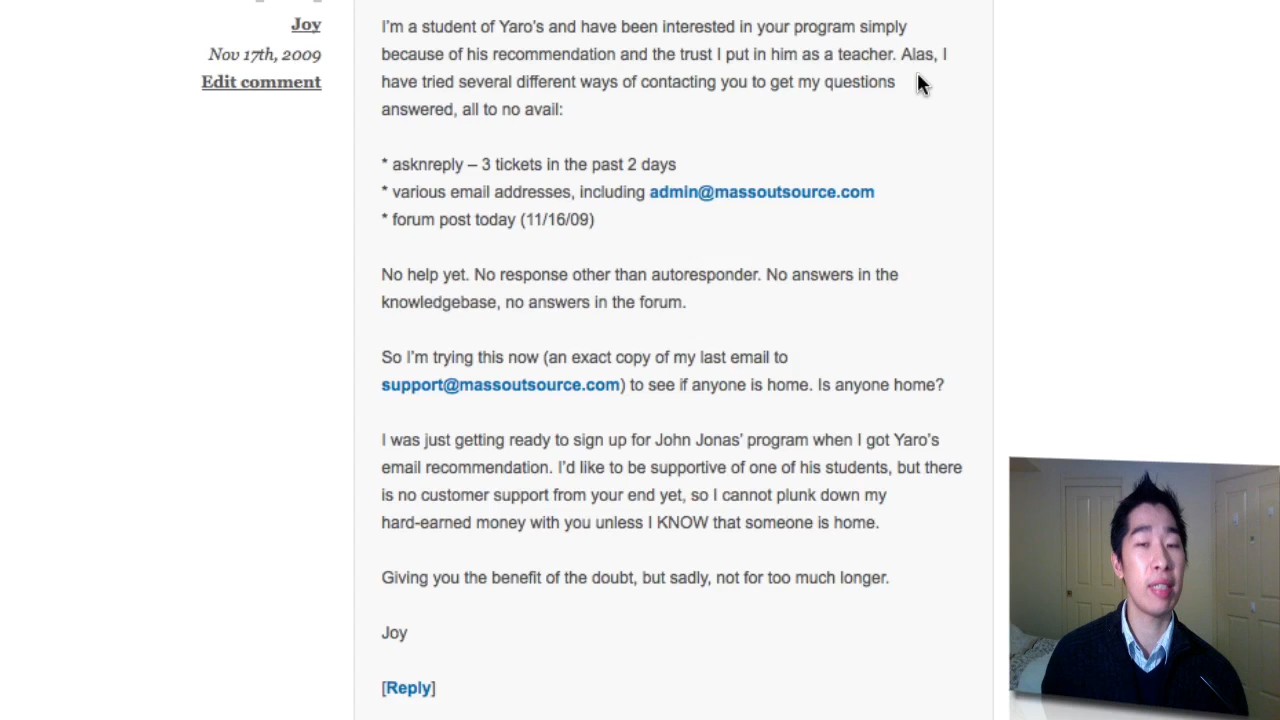 Joy
Nov 17th, 2009
Edit comment
I'm a student of Yaro's and have been interested in your program simply
because of his recommendation and the trust I put in him as a teacher. Alas, I
have tried several different ways of contacting you to get my questions
answered, all to no avail:
* asknreply – 3 tickets in the past 2 days
* various email addresses, including admin@massoutsource.com
* forum post today (11/16/09)
No help yet. No response other than autoresponder. No answers in the
knowledgebase, no answers in the forum.
So I'm trying this now (an exact copy of my last email to
support@massoutsource.com) to see if anyone is home. Is anyone home?
I was just getting ready to sign up for John Jonas' program when I got Yaro's
email recommendation. I'd like to be supportive of one of his students, but there
is no customer support from your end yet, so I cannot plunk down my
hard-earned money with you unless I KNOW that someone is home.
Giving you the benefit of the doubt, but sadly, not for too much longer.
Joy
[Reply]